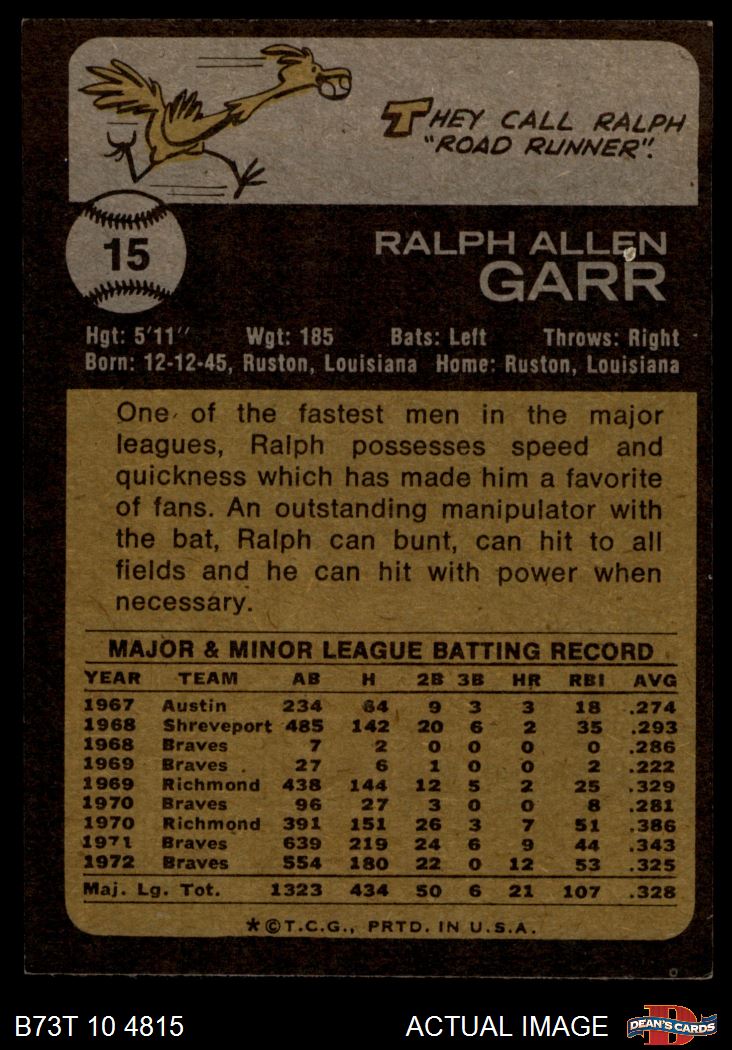 THEY CALL RALPH
"ROAD RUNNER".
15
RALPH ALLEN
GARR
Hgt: 5'11" Wgt: 185 Bats: Left Throws: Right
Born: 12-12-45, Ruston, Louisiana Home: Ruston, Louisiana
One of the fastest men in the major
leagues, Ralph possesses speed and
quickness which has made him a favorite
of fans. An outstanding manipulator with
the bat, Ralph can bunt, can hit to all
fields and he can hit with power when
necessary.
MAJOR & MINOR LEAGUE BATTING RECORD
YEAR TEAM AB H 2B 3B HR RBI AVG
1967 Austin 234 64 9 3 3 18 .274
1968 Shreveport 485 142 20 6 2 35 .293
1968 Braves 7 2 0 0 0 0 .286
1969 Braves 27 6 1 0 0 2 .222
1969 Richmond 438 144 12 5 2 25 .329
1970 Braves 96 27 3 0 0 8 .281
1970 Richmond 391 151 26 3 7 51 .386
1971 Braves 639 219 24 6 9 44 .343
1972 Braves 554 180 22 0 12 53 .325
Maj. Lg. Tot. 1323 434 50 6 21 107 .328
*©T.C.G., PRTD. IN U.S.A.
B73T 10 4815 ACTUAL IMAGE DEAN'S CARDS